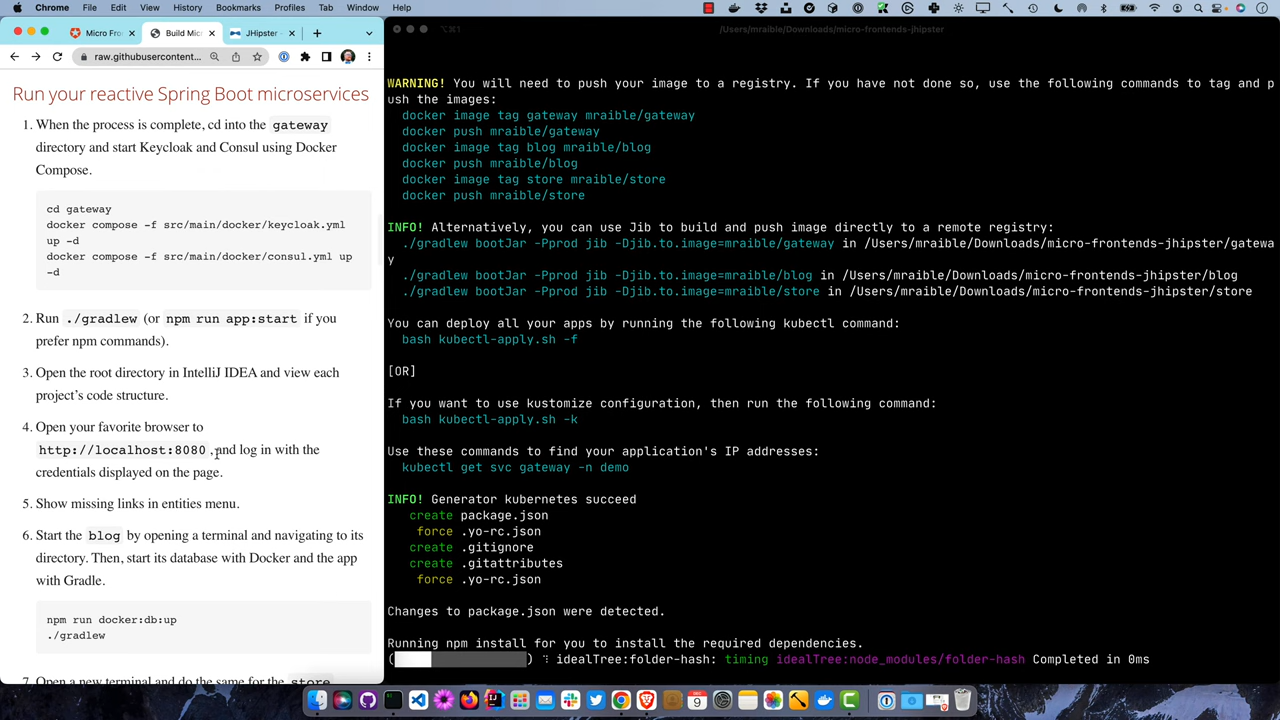 Chrome File Edit View History Bookmarks Profiles Tab Window Help
Micro Fron
Build Mic
JHipster
raw.githubusercontent...
Run your reactive Spring Boot microservices
1. When the process is complete, cd into the gateway
directory and start Keycloak and Consul using Docker
Compose.
cd gateway
docker compose -f src/main/docker/keycloak.yml
up -d
docker compose -f src/main/docker/consul.yml up
-d
2. Run ./gradlew (or npm run app:start if you
prefer npm commands).
3. Open the root directory in IntelliJ IDEA and view each
project’s code structure.
4. Open your favorite browser to
http://localhost:8080, and log in with the
credentials displayed on the page.
5. Show missing links in entities menu.
6. Start the blog by opening a terminal and navigating to its
directory. Then, start its database with Docker and the app
with Gradle.
npm run docker:db:up
./gradlew
7. Open a new terminal and do the same for the store
⌥⌘1
/Users/mraible/Downloads/micro-frontends-jhipster
WARNING! You will need to push your image to a registry. If you have not done so, use the following commands to tag and p
ush the images:
docker image tag gateway mraible/gateway
docker push mraible/gateway
docker image tag blog mraible/blog
docker push mraible/blog
docker image tag store mraible/store
docker push mraible/store
INFO! Alternatively, you can use Jib to build and push image directly to a remote registry:
./gradlew bootJar -Pprod jib -Djib.to.image=mraible/gateway in /Users/mraible/Downloads/micro-frontends-jhipster/gatewa
y
./gradlew bootJar -Pprod jib -Djib.to.image=mraible/blog in /Users/mraible/Downloads/micro-frontends-jhipster/blog
./gradlew bootJar -Pprod jib -Djib.to.image=mraible/store in /Users/mraible/Downloads/micro-frontends-jhipster/store
You can deploy all your apps by running the following kubectl command:
bash kubectl-apply.sh -f
[OR]
If you want to use kustomize configuration, then run the following command:
bash kubectl-apply.sh -k
Use these commands to find your application's IP addresses:
kubectl get svc gateway -n demo
INFO! Generator kubernetes succeed
create package.json
force .yo-rc.json
create .gitignore
create .gitattributes
force .yo-rc.json
Changes to package.json were detected.
Running npm install for you to install the required dependencies.
( ) ⠸ idealTree:folder-hash: timing idealTree:node_modules/folder-hash Completed in 0ms